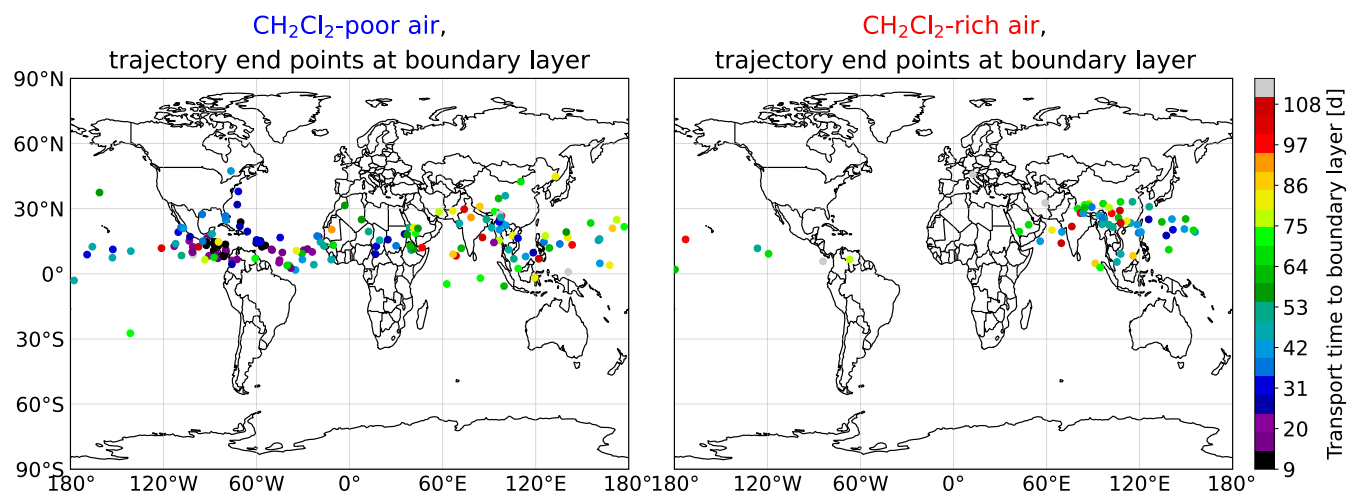 CH₂Cl₂-poor air,
trajectory end points at boundary layer
CH₂Cl₂-rich air,
trajectory end points at boundary layer
90°N
60°N
30°N
0°
30°S
60°S
90°S
180° 120°W 60°W 0° 60°E 120°E 180°
180° 120°W 60°W 0° 60°E 120°E 180°
108
97
86
75
64
53
42
31
20
9
Transport time to boundary layer [d]